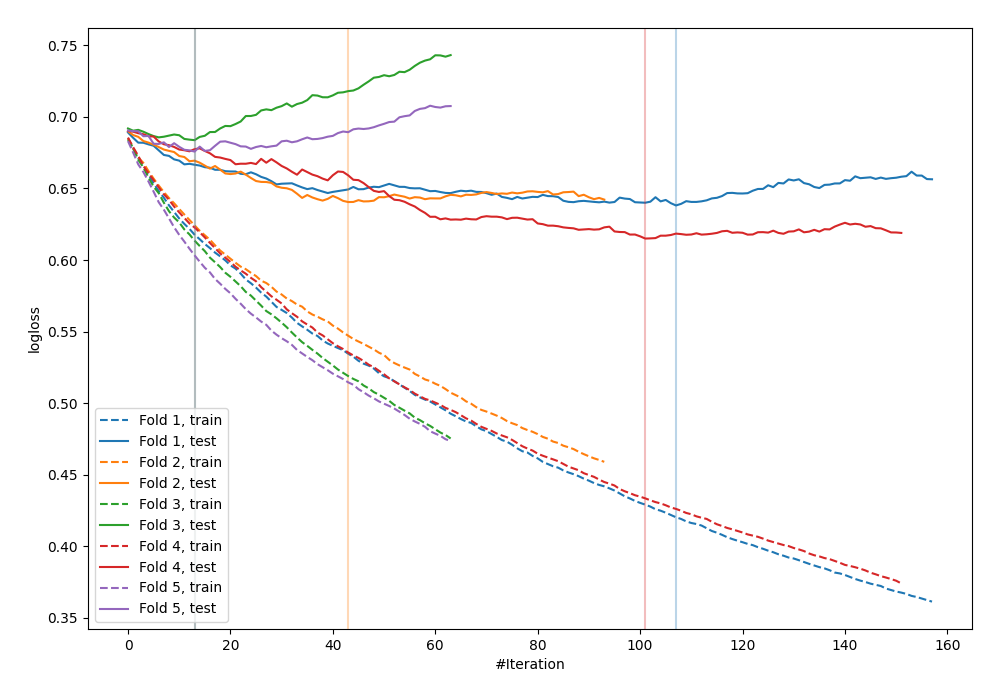 0.75
0.70
0.65
0.60
0.55
0.50
0.45
0.40
0.35
logloss
Fold 1, train
Fold 1, test
Fold 2, train
Fold 2, test
Fold 3, train
Fold 3, test
Fold 4, train
Fold 4, test
Fold 5, train
Fold 5, test
0 20 40 60 80 100 120 140 160
#Iteration